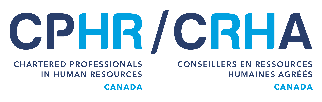 CPHR/CRHA
CHARTERED PROFESSIONALS
IN HUMAN RESOURCES
CANADA
CONSEILLERS EN RESSOURCES
HUMAINES AGRÉÉS
CANADA